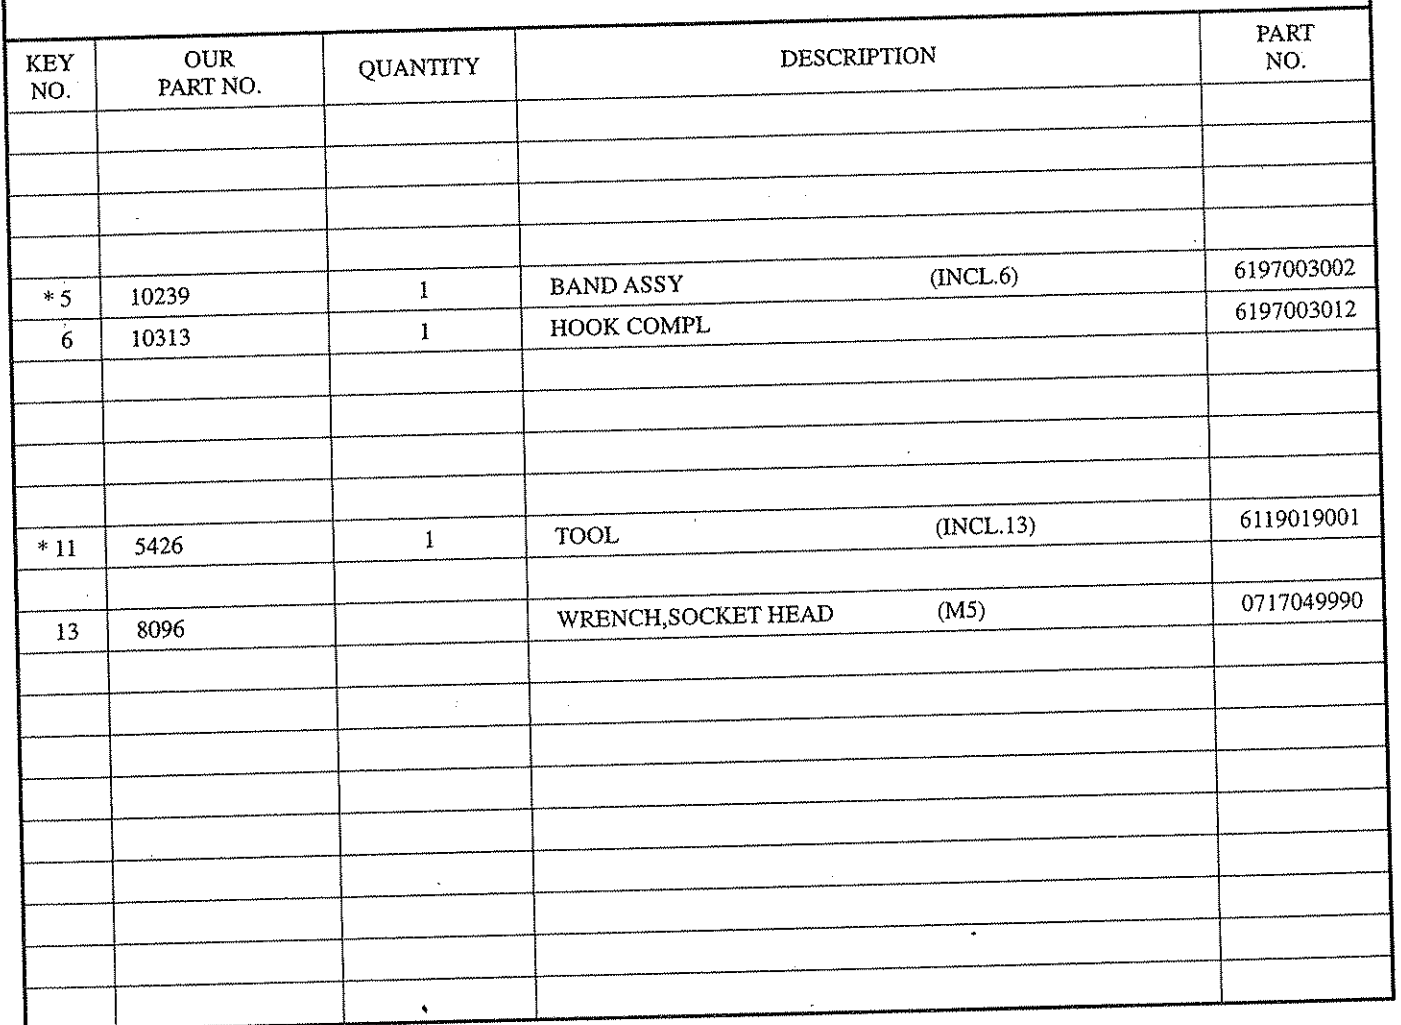 KEY NO. OUR PART NO. QUANTITY DESCRIPTION PART NO.
* 5 10239 1 BAND ASSY (INCL.6) 6197003002
6 10313 1 HOOK COMPL 6197003012
* 11 5426 1 TOOL (INCL.13) 6119019001
13 8096 WRENCH,SOCKET HEAD (M5) 0717049990